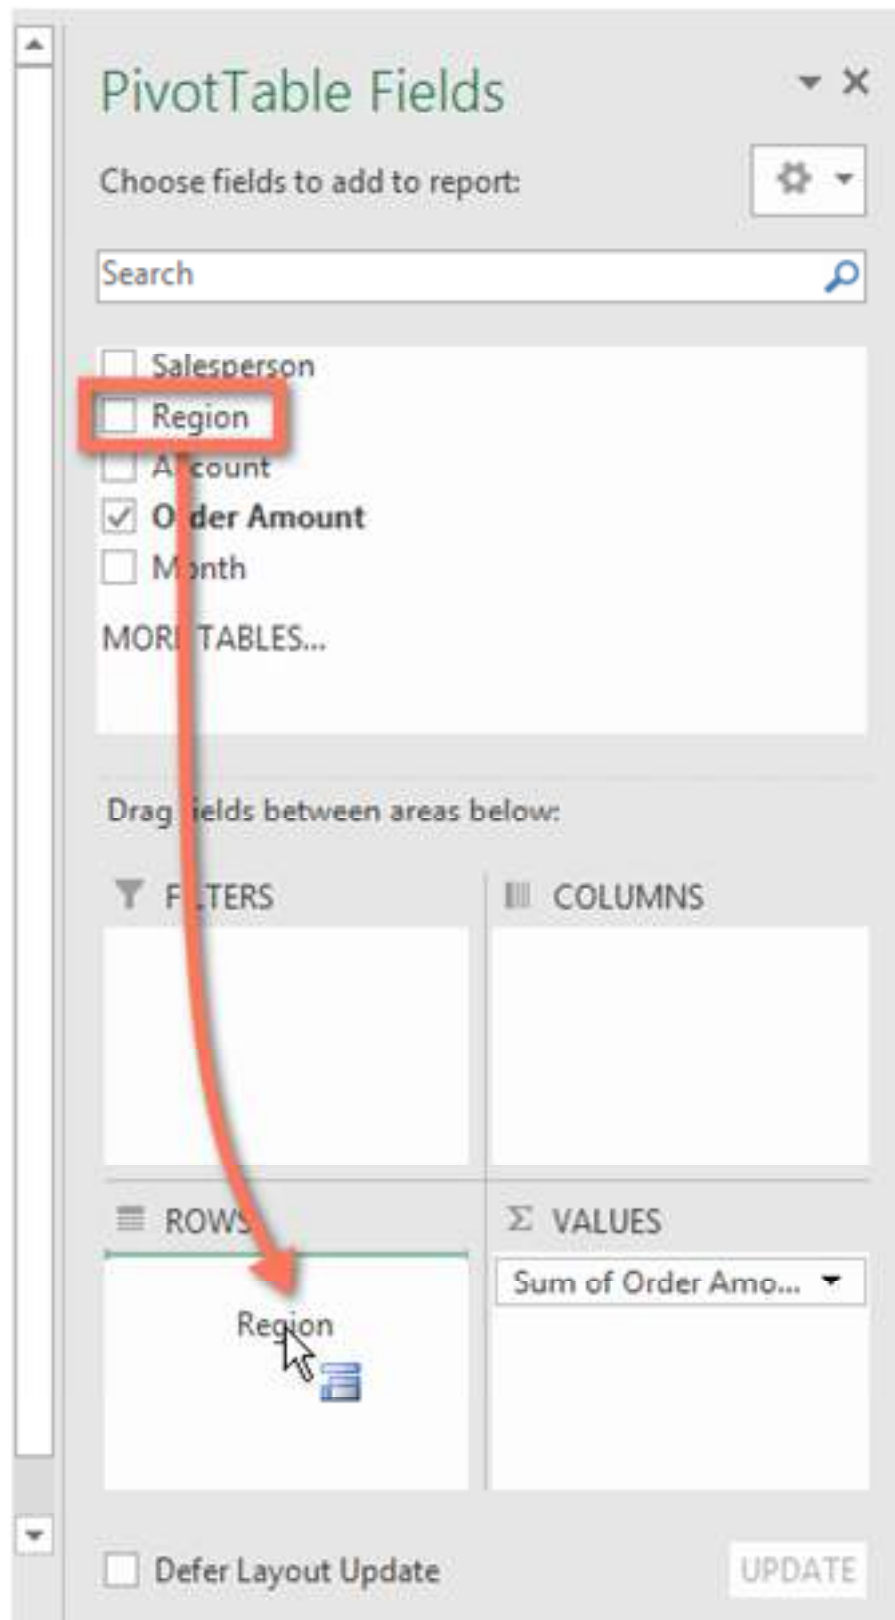 PivotTable Fields
Choose fields to add to report:
Search
Salesperson
Region
Account
Order Amount
Month
MORE TABLES...
Drag fields between areas below:
FILTERS
COLUMNS
ROWS
Σ VALUES
Sum of Order Amo...
Region
Defer Layout Update
UPDATE